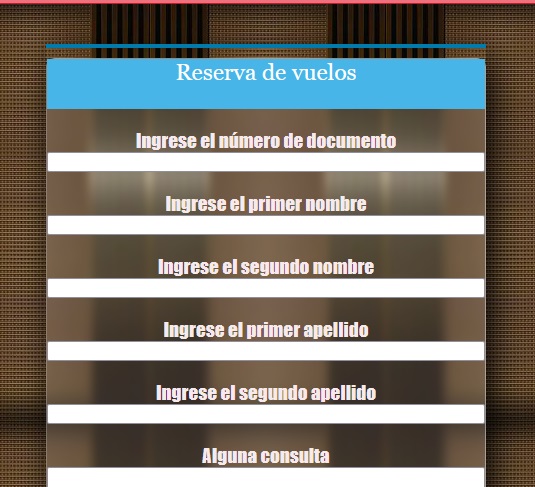 Reserva de vuelos
Ingrese el número de documento
Ingrese el primer nombre
Ingrese el segundo nombre
Ingrese el primer apellido
Ingrese el segundo apellido
Alguna consulta